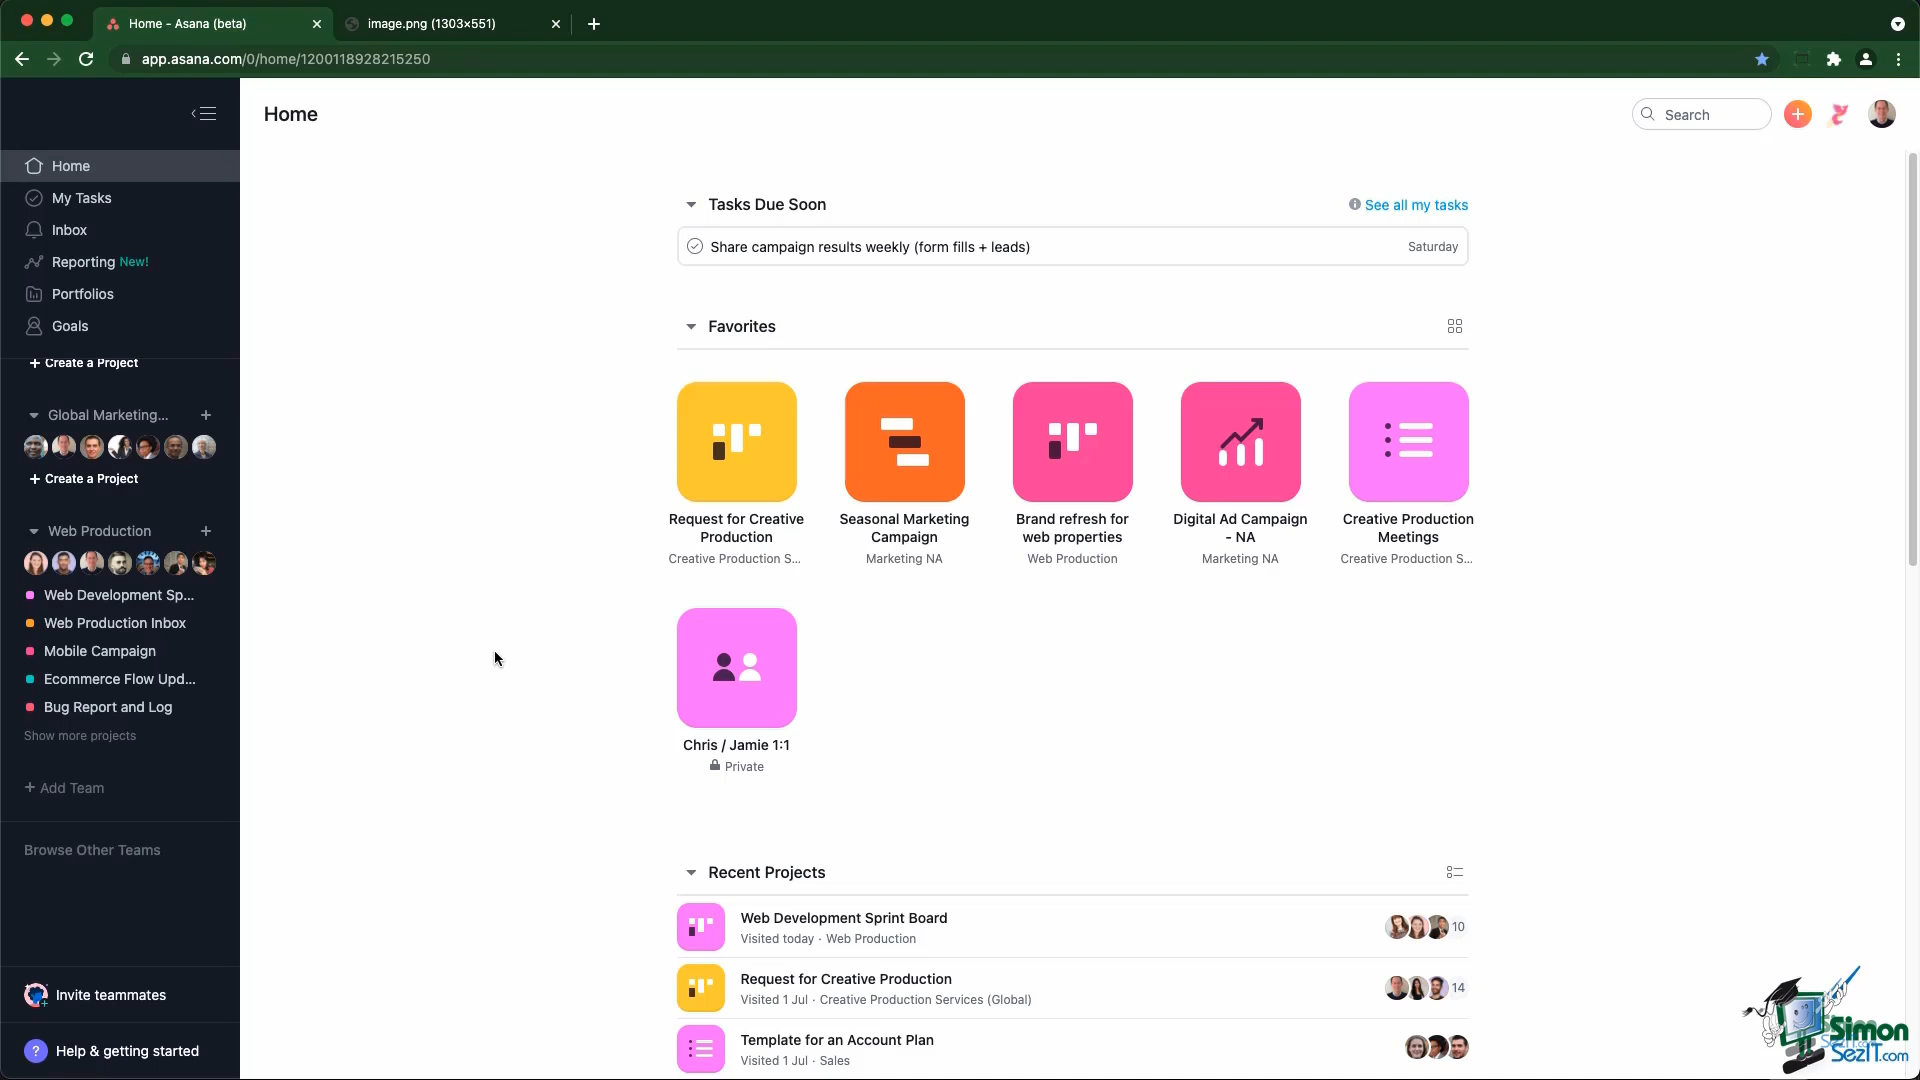 Home - Asana (beta)
image.png (1303×551)
app.asana.com/0/home/1200118928215250
Home
Search
Home
My Tasks
Inbox
Reporting New!
Portfolios
Goals
+ Create a Project
Global Marketing...
+ Create a Project
Web Production
Web Development Sp...
Web Production Inbox
Mobile Campaign
Ecommerce Flow Upd...
Bug Report and Log
Show more projects
+ Add Team
Browse Other Teams
Invite teammates
? Help & getting started
Tasks Due Soon
See all my tasks
Share campaign results weekly (form fills + leads)
Saturday
Favorites
Request for Creative
Production
Creative Production S...
Seasonal Marketing
Campaign
Marketing NA
Brand refresh for
web properties
Web Production
Digital Ad Campaign
- NA
Marketing NA
Creative Production
Meetings
Creative Production S...
Chris / Jamie 1:1
Private
Recent Projects
Web Development Sprint Board
Visited today · Web Production
10
Request for Creative Production
Visited 1 Jul · Creative Production Services (Global)
14
Template for an Account Plan
Visited 1 Jul · Sales
Simon
SezIT.com